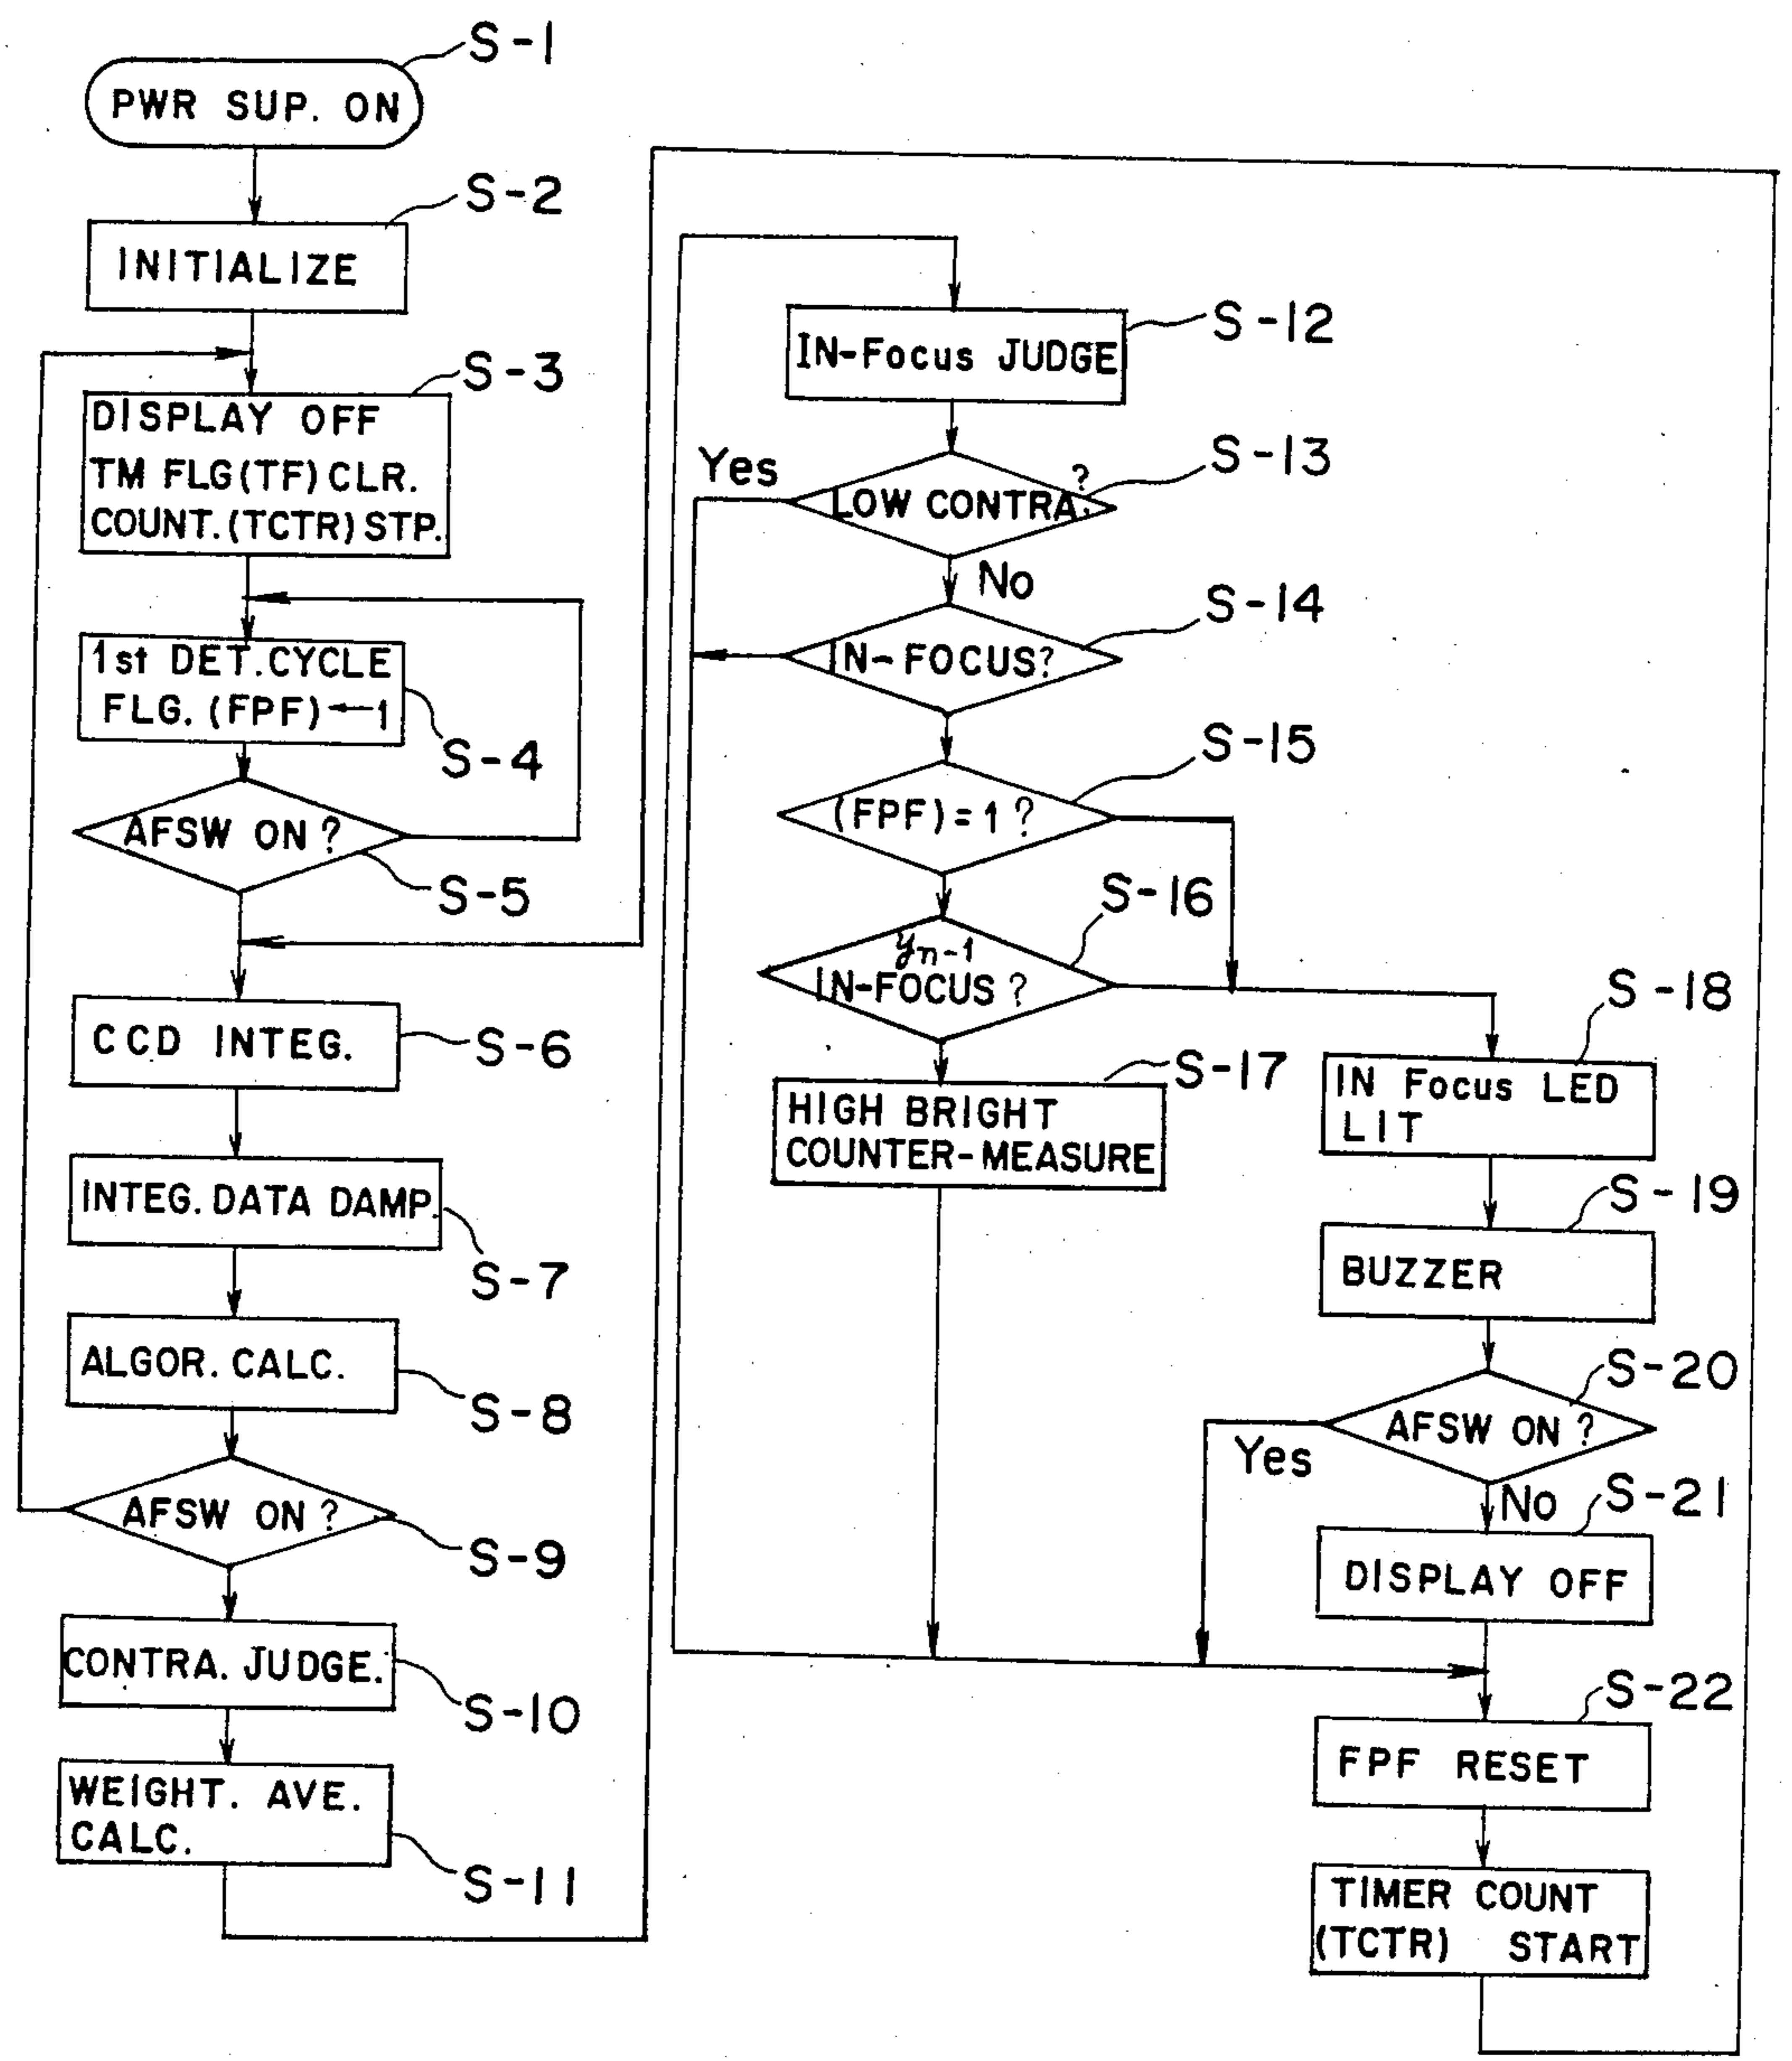 S-1
PWR SUP. ON
S-2
INITIALIZE
S-3
DISPLAY OFF
TM FLG(TF) CLR.
COUNT.(TCTR) STP.
1st DET.CYCLE
FLG. (FPF)←1
S-4
AFSW ON?
S-5
CCD INTEG.
S-6
INTEG. DATA DAMP.
S-7
ALGOR. CALC.
S-8
AFSW ON?
S-9
CONTRA. JUDGE.
S-10
WEIGHT. AVE.
CALC.
S-11
S-12
IN-Focus JUDGE
S-13
Yes
LOW CONTRA.?
No
S-14
IN-FOCUS?
S-15
(FPF)=1?
S-16
yn-1
IN-FOCUS?
S-17
HIGH BRIGHT
COUNTER-MEASURE
S-18
IN Focus LED
LIT
S-19
BUZZER
S-20
AFSW ON?
Yes
No
S-21
DISPLAY OFF
S-22
FPF RESET
TIMER COUNT
(TCTR) START